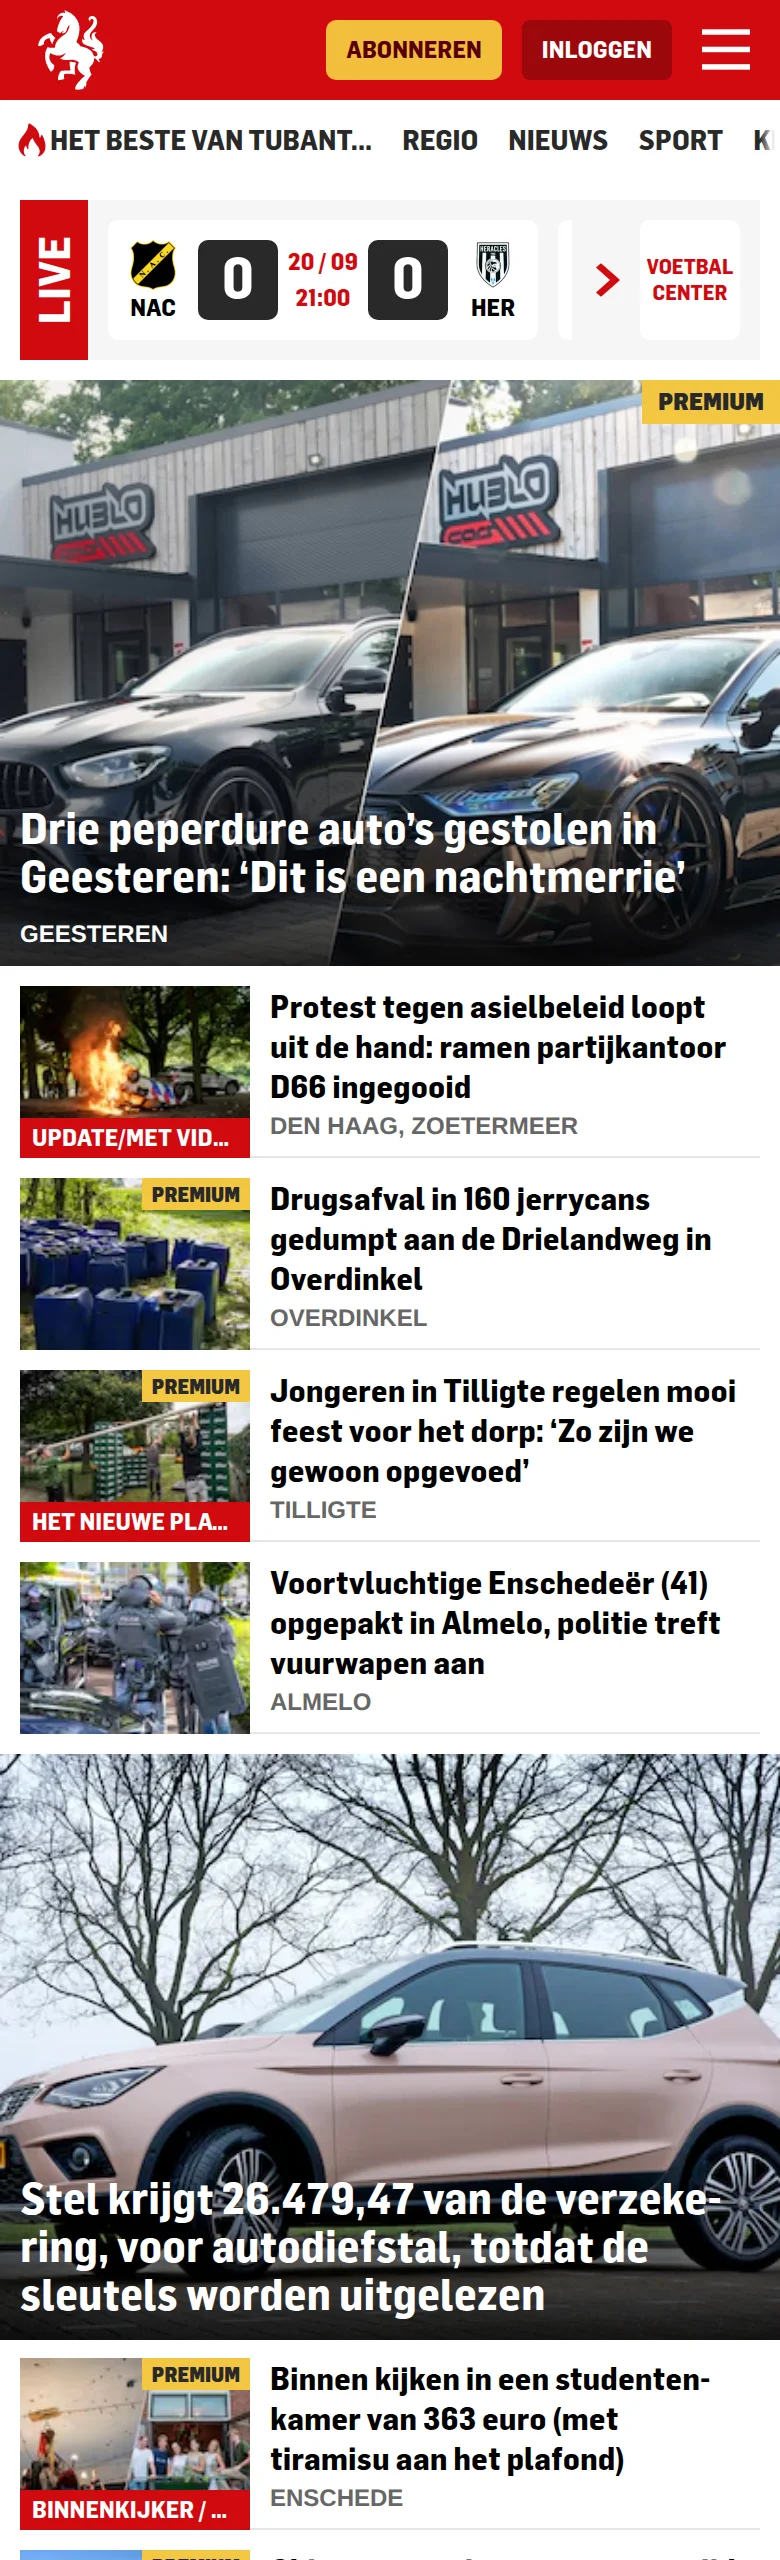 ABONNEREN
INLOGGEN
HET BESTE VAN TUBANT... REGIO NIEUWS SPORT
LIVE
NAC
0
20 / 09
21:00
0
HERACLES
HER
VOETBAL
CENTER
PREMIUM
Drie peperdure auto’s gestolen in
Geesteren: ‘Dit is een nachtmerrie’
GEESTEREN
Protest tegen asielbeleid loopt
uit de hand: ramen partijkantoor
D66 ingegooid
DEN HAAG, ZOETERMEER
UPDATE/MET VID...
PREMIUM
Drugsafval in 160 jerrycans
gedumpt aan de Drielandweg in
Overdinkel
OVERDINKEL
PREMIUM
HET NIEUWE PLA...
Jongeren in Tilligte regelen mooi
feest voor het dorp: ‘Zo zijn we
gewoon opgevoed’
TILLIGTE
Voortvluchtige Enschedeër (41)
opgepakt in Almelo, politie treft
vuurwapen aan
ALMELO
Stel krijgt 26.479,47 van de verzeke-
ring, voor autodiefstal, totdat de
sleutels worden uitgelezen
PREMIUM
BINNENKIJKER / ...
Binnen kijken in een studenten-
kamer van 363 euro (met
tiramisu aan het plafond)
ENSCHEDE